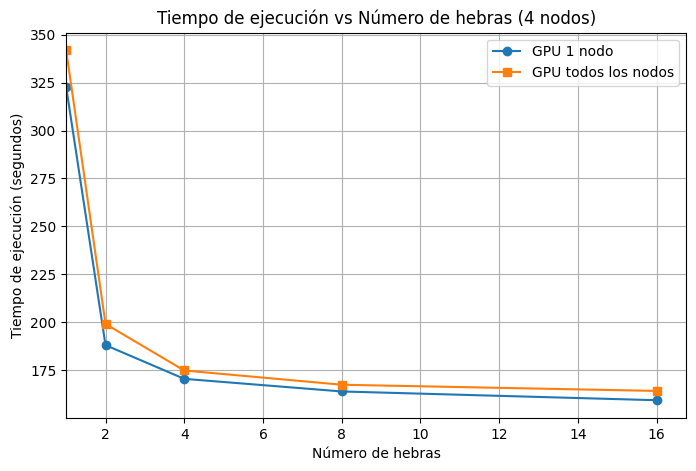 Tiempo de ejecución vs Número de hebras (4 nodos)
GPU 1 nodo
GPU todos los nodos
Tiempo de ejecución (segundos)
350
325
300
275
250
225
200
175
2 4 6 8 10 12 14 16
Número de hebras